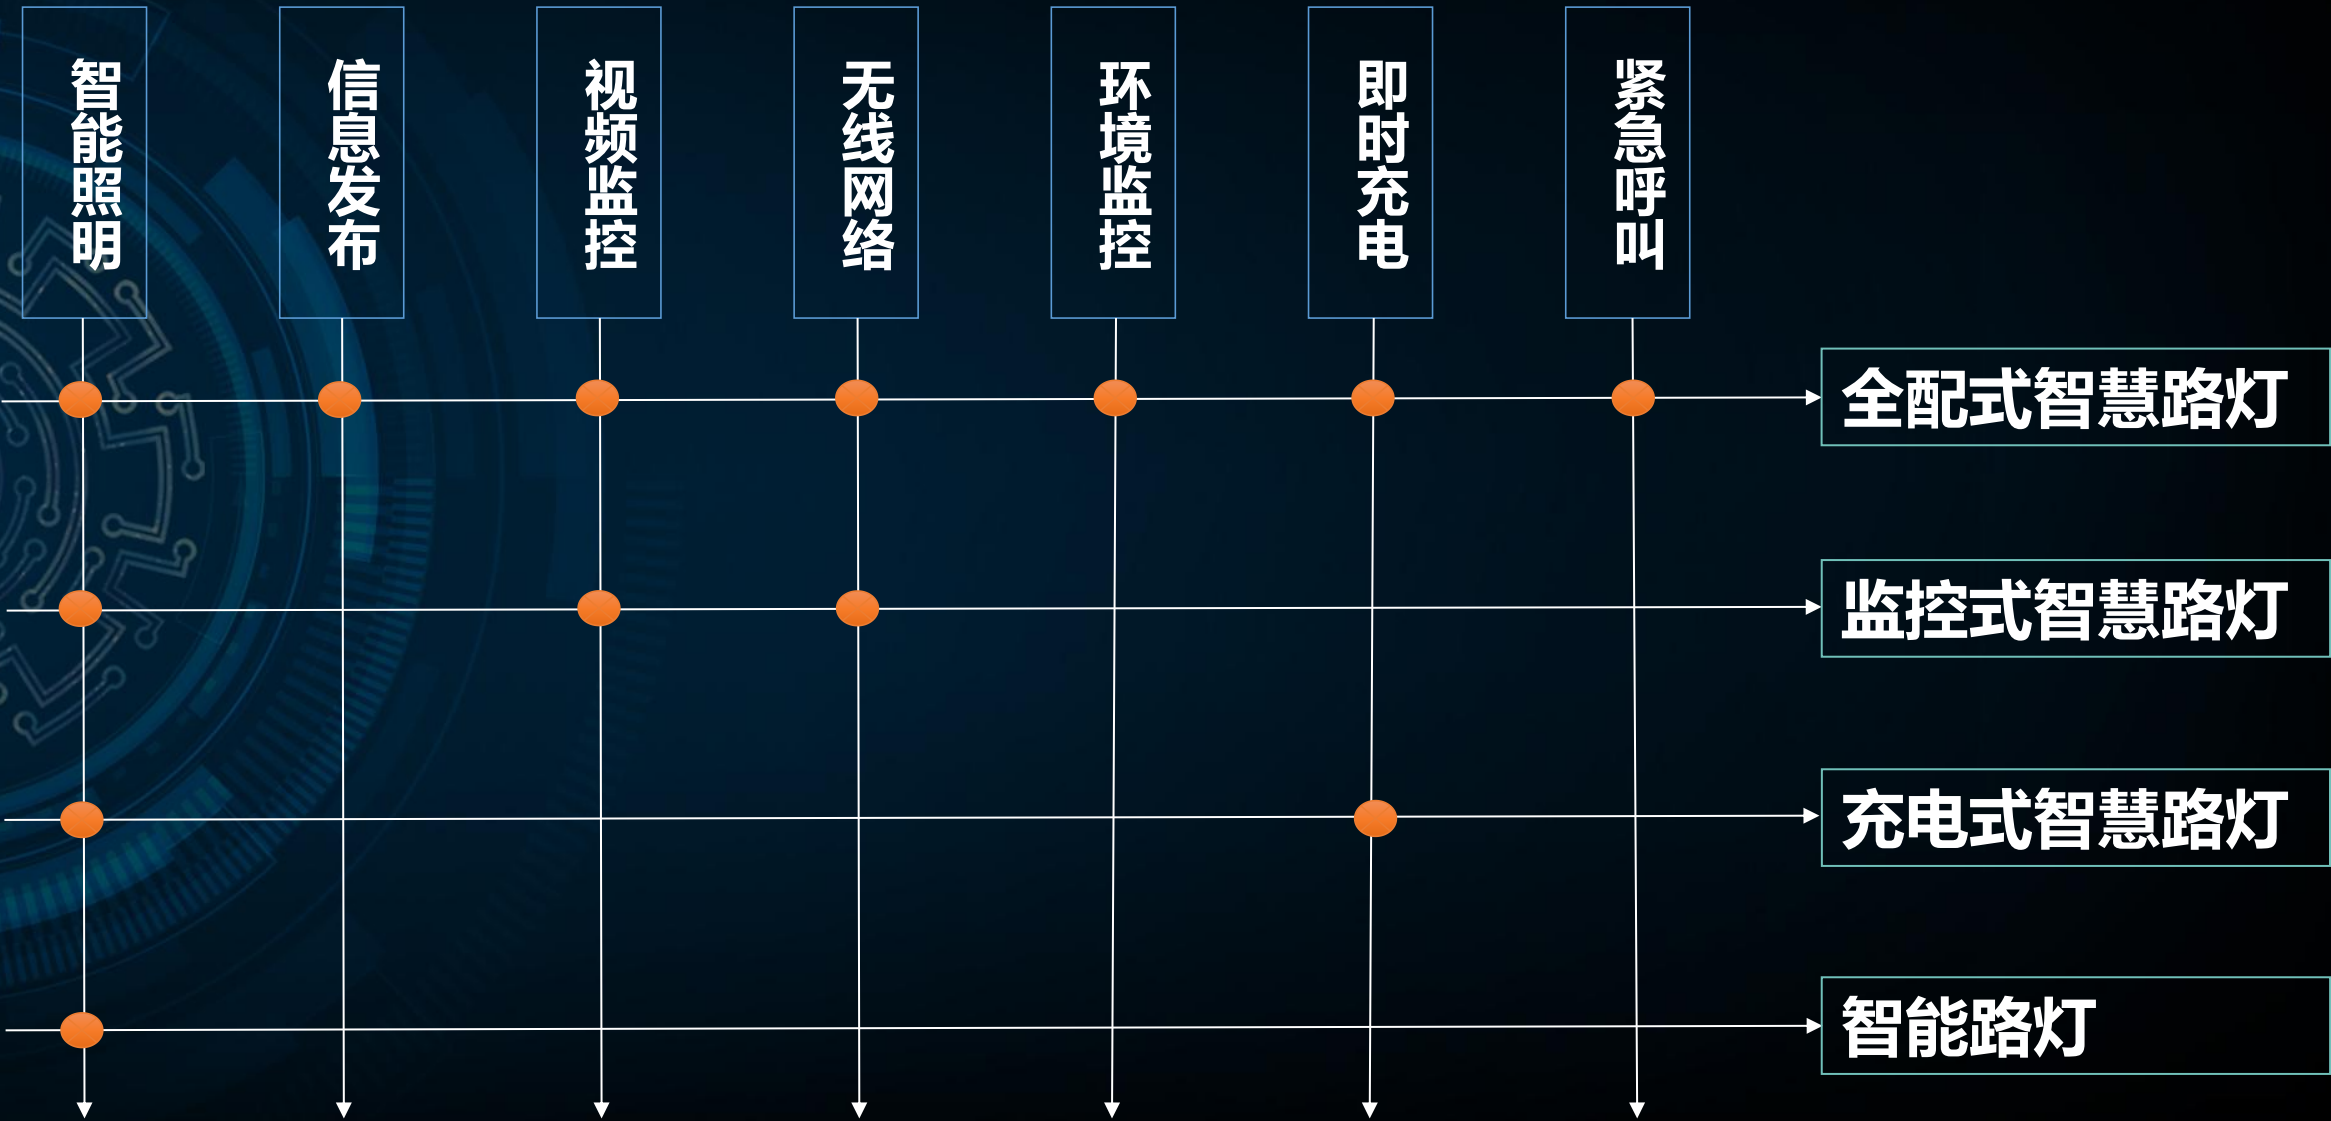 智能照明
信息发布
视频监控
无线网络
环境监控
即时充电
紧急呼叫
全配式智慧路灯
监控式智慧路灯
充电式智慧路灯
智能路灯